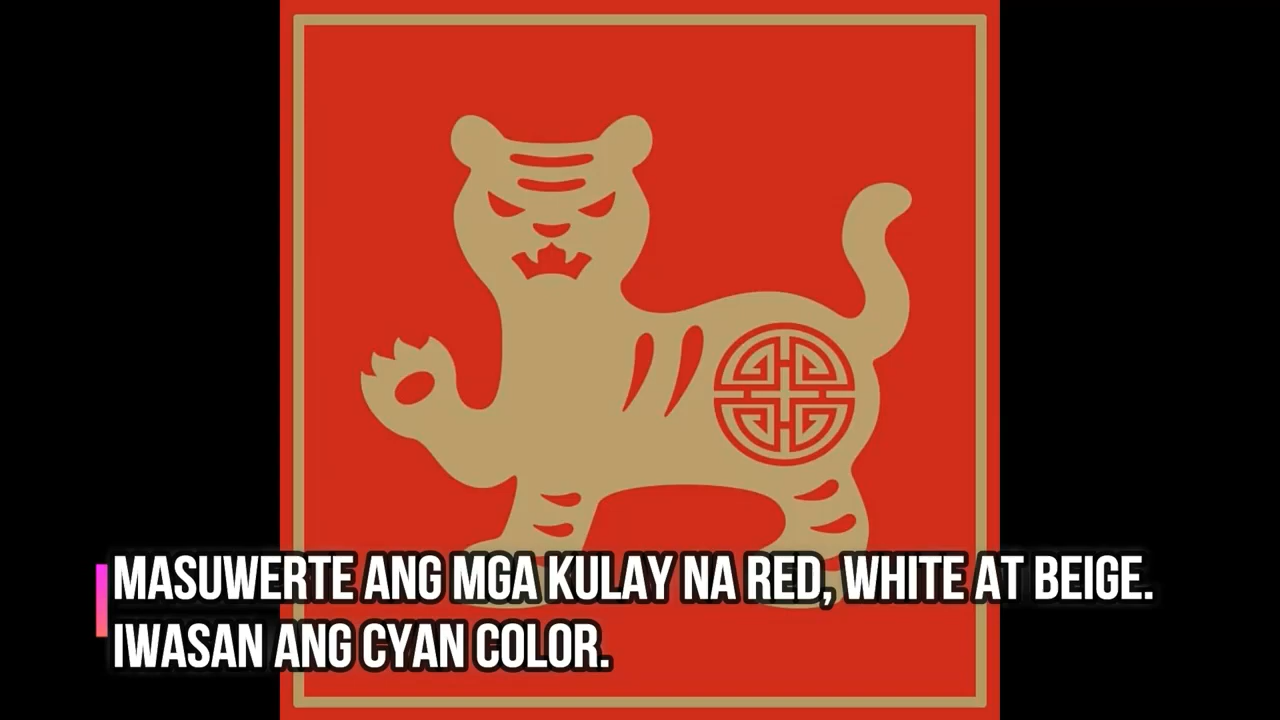 MASUWERTE ANG MGA KULAY NA RED, WHITE AT BEIGE.
IWASAN ANG CYAN COLOR.